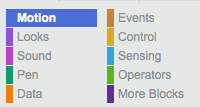 Motion
Looks
Sound
Pen
Data
Events
Control
Sensing
Operators
More Blocks